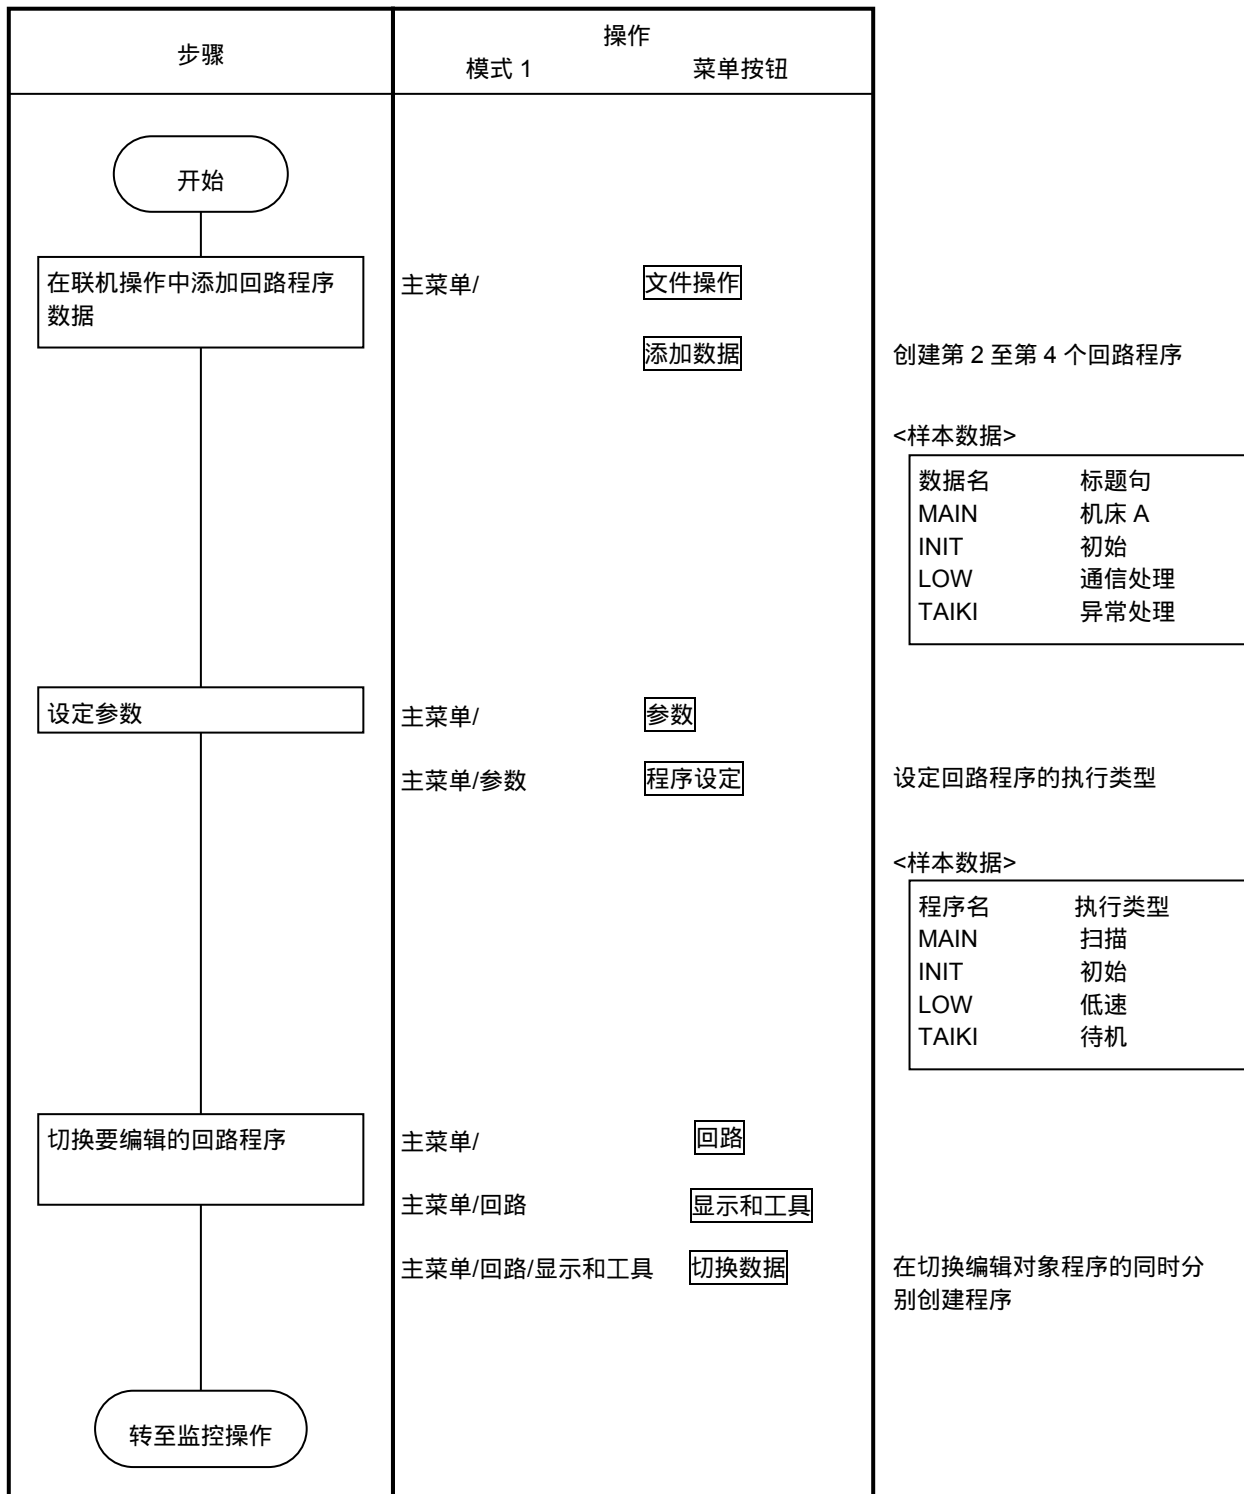 步骤
操作
模式 1 菜单按钮
开始
在联机操作中添加回路程序
数据
主菜单/ 文件操作
添加数据
创建第 2 至第 4 个回路程序
<样本数据>
数据名 标题句
MAIN 机床 A
INIT 初始
LOW 通信处理
TAIKI 异常处理
设定参数
主菜单/ 参数
主菜单/参数 程序设定
设定回路程序的执行类型
<样本数据>
程序名 执行类型
MAIN 扫描
INIT 初始
LOW 低速
TAIKI 待机
切换要编辑的回路程序
主菜单/ 回路
主菜单/回路 显示和工具
主菜单/回路/显示和工具 切换数据
在切换编辑对象程序的同时分
别创建程序
转至监控操作